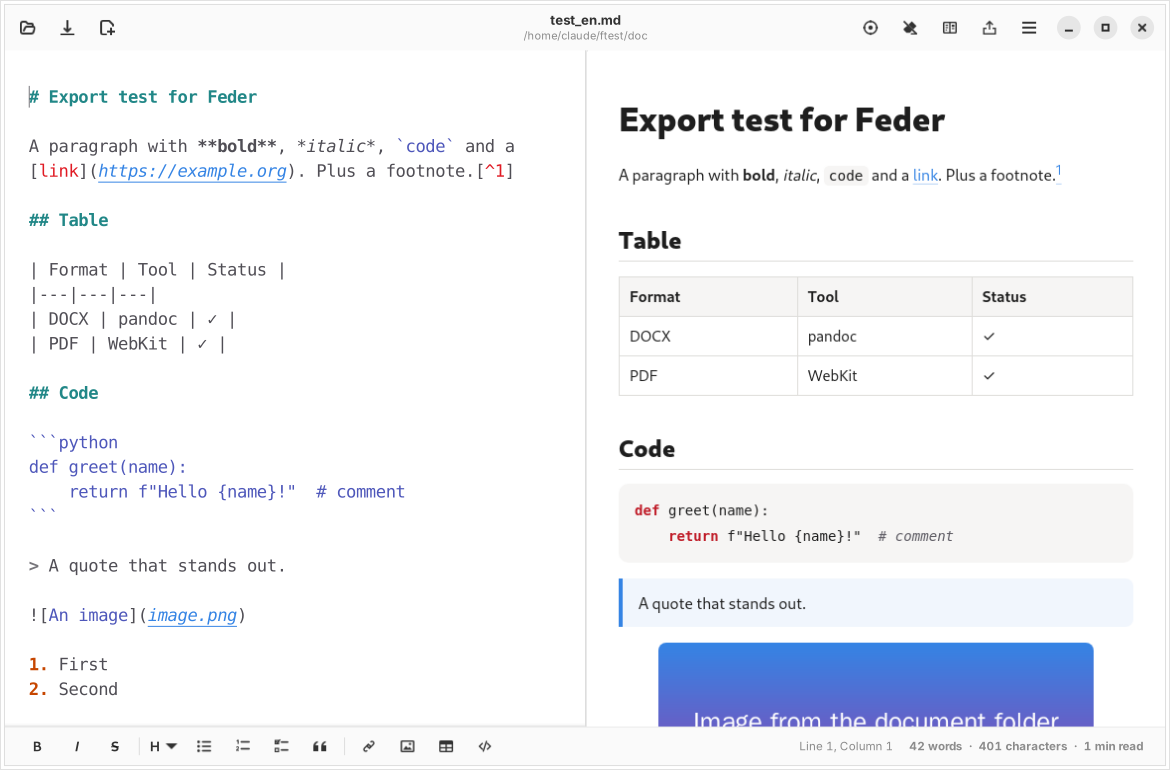 test_en.md
/home/claude/ftest/doc
# Export test for Feder
A paragraph with **bold**, *italic*, `code` and a
[link](https://example.org). Plus a footnote.[^1]
## Table
| Format | Tool | Status |
|---|---|---|
| DOCX | pandoc | ✓ |
| PDF | WebKit | ✓ |
## Code
```python
def greet(name):
    return f"Hello {name}!"  # comment
```
> A quote that stands out.
![An image](image.png)
1. First
2. Second
Export test for Feder
A paragraph with bold, italic, code and a link. Plus a footnote.1
Table
Format Tool Status
DOCX pandoc ✓
PDF WebKit ✓
Code
def greet(name):
    return f"Hello {name}!"  # comment
A quote that stands out.
Image from the document folder
B I S H
Line 1, Column 1 42 words · 401 characters · 1 min read